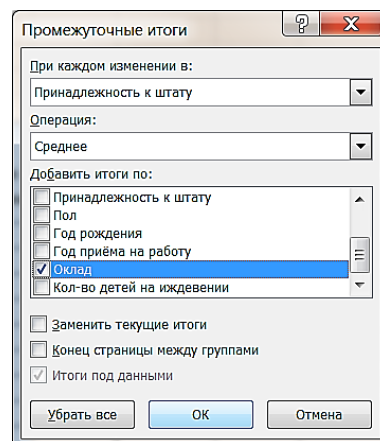 Промежуточные итоги
При каждом изменении в:
Принадлежность к штату
Операция:
Среднее
Добавить итоги по:
Принадлежность к штату
Пол
Год рождения
Год приёма на работу
Оклад
Кол-во детей на иждевении
Заменить текущие итоги
Конец страницы между группами
Итоги под данными
Убрать все
ОК
Отмена